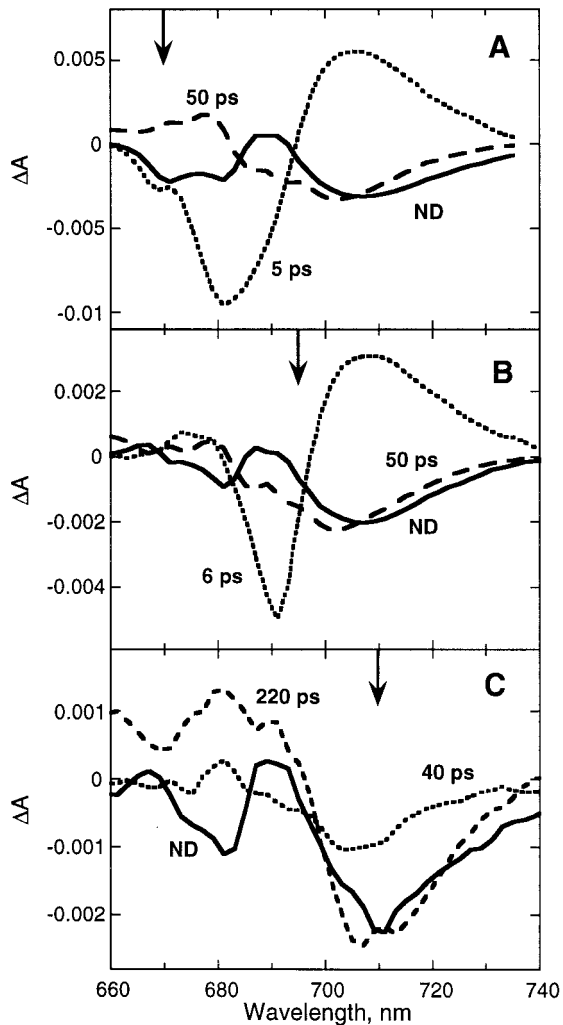 A
0.005
50 ps
0
ΔA
-0.005
ND
5 ps
-0.01
B
0.002
50 ps
0
ΔA
-0.002
ND
6 ps
-0.004
C
220 ps
0.001
40 ps
0
ΔA
-0.001
ND
-0.002
660 680 700 720 740
Wavelength, nm